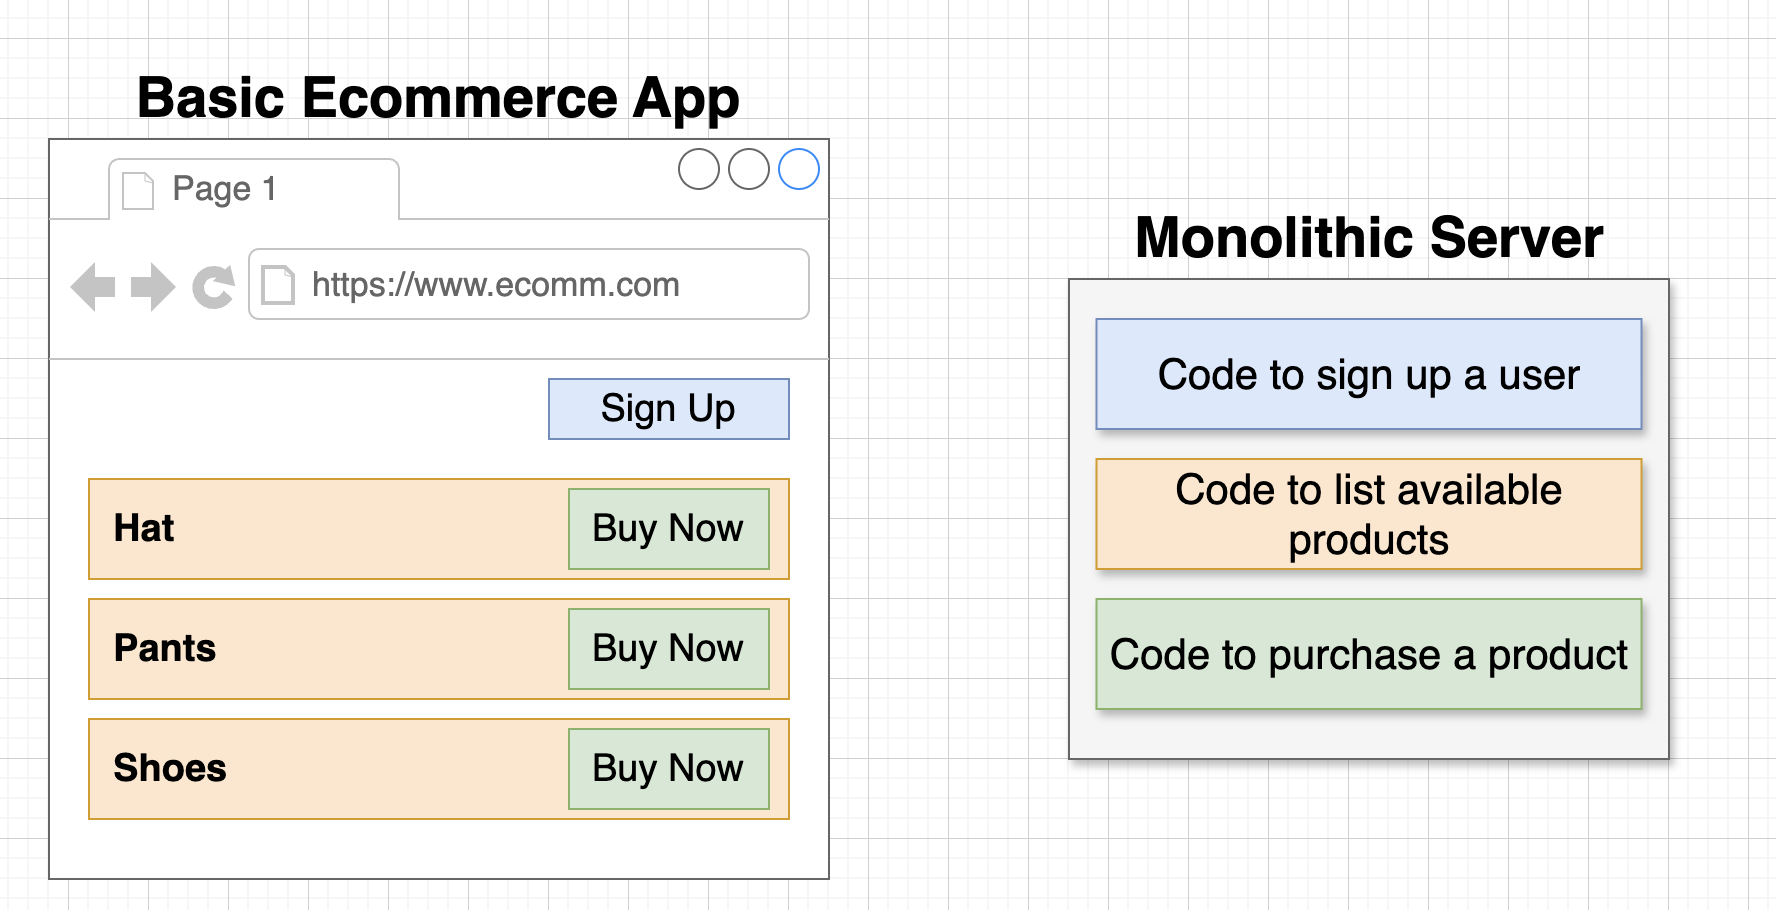 Basic Ecommerce App
Page 1
https://www.ecomm.com
Sign Up
Hat
Buy Now
Pants
Buy Now
Shoes
Buy Now
Monolithic Server
Code to sign up a user
Code to list available
products
Code to purchase a product